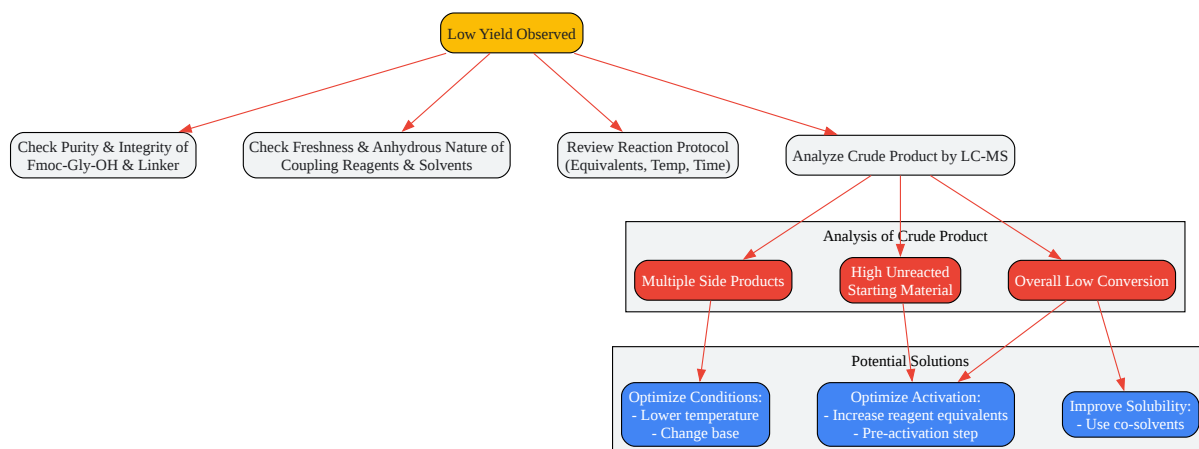 Low Yield Observed
Check Purity & Integrity of
Fmoc-Gly-OH & Linker
Check Freshness & Anhydrous Nature of
Coupling Reagents & Solvents
Review Reaction Protocol
(Equivalents, Temp, Time)
Analyze Crude Product by LC-MS
Analysis of Crude Product
Multiple Side Products
High Unreacted
Starting Material
Overall Low Conversion
Potential Solutions
Optimize Conditions:
- Lower temperature
- Change base
Optimize Activation:
- Increase reagent equivalents
- Pre-activation step
Improve Solubility:
- Use co-solvents